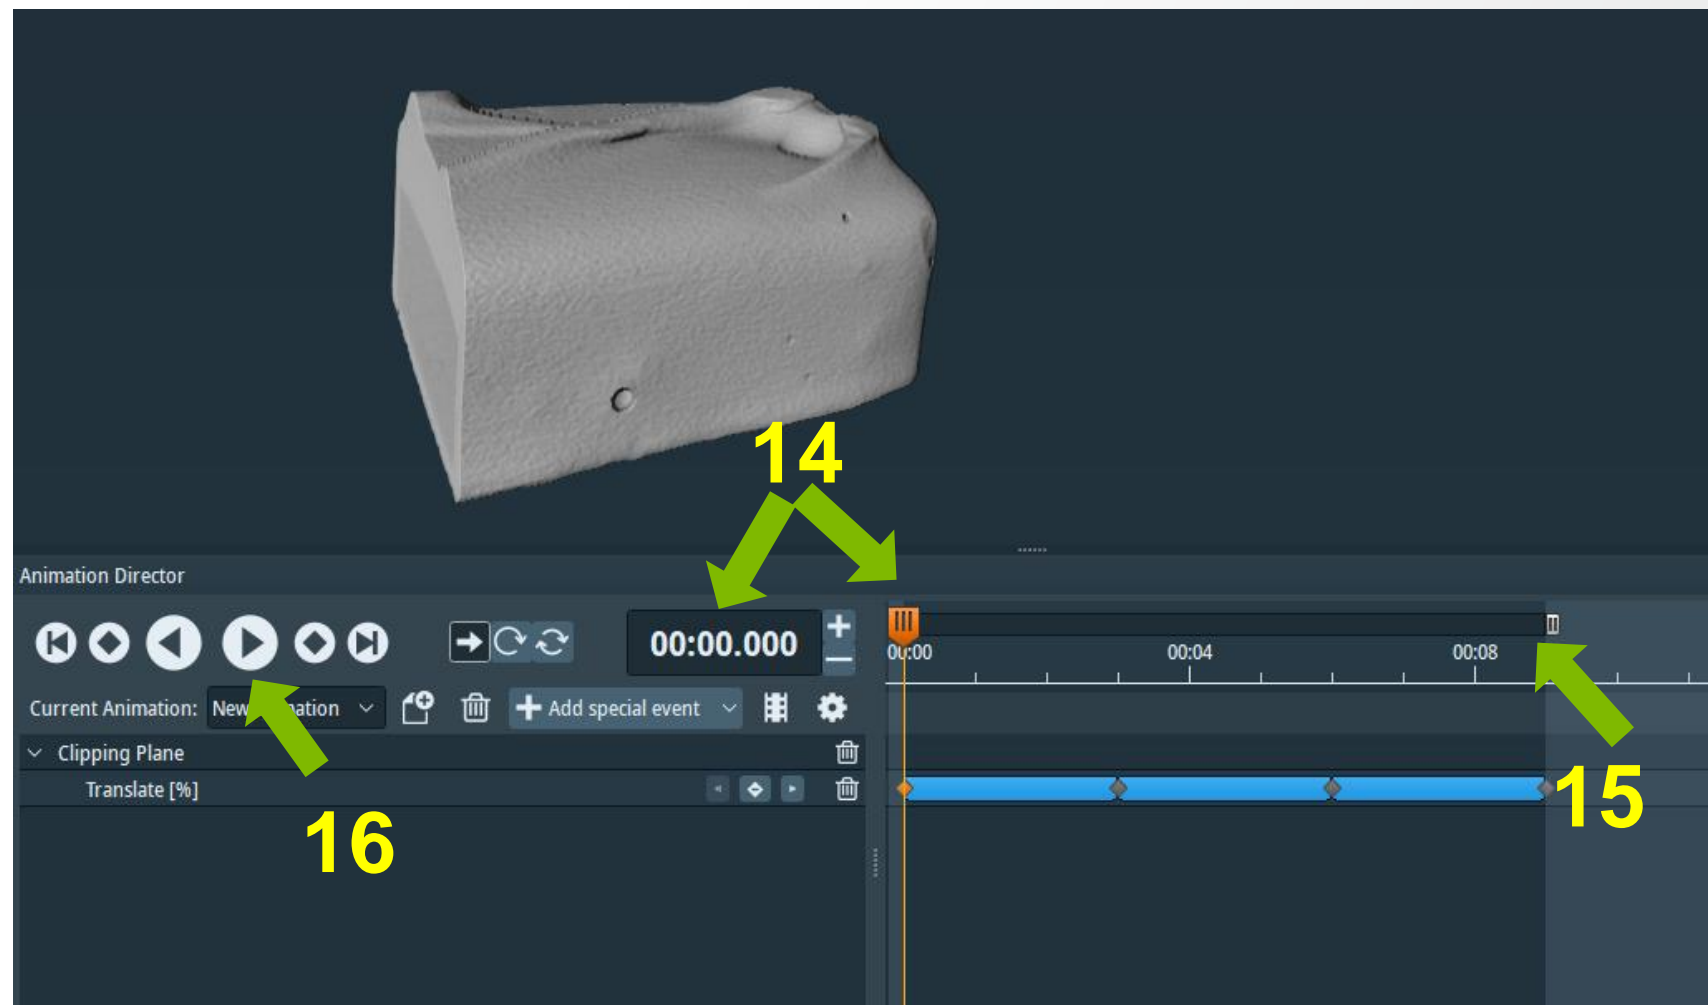 14
Animation Director
00:00.000
00:00 00:04 00:08
Current Animation: New
Add special event
Clipping Plane
Translate [%]
15
16